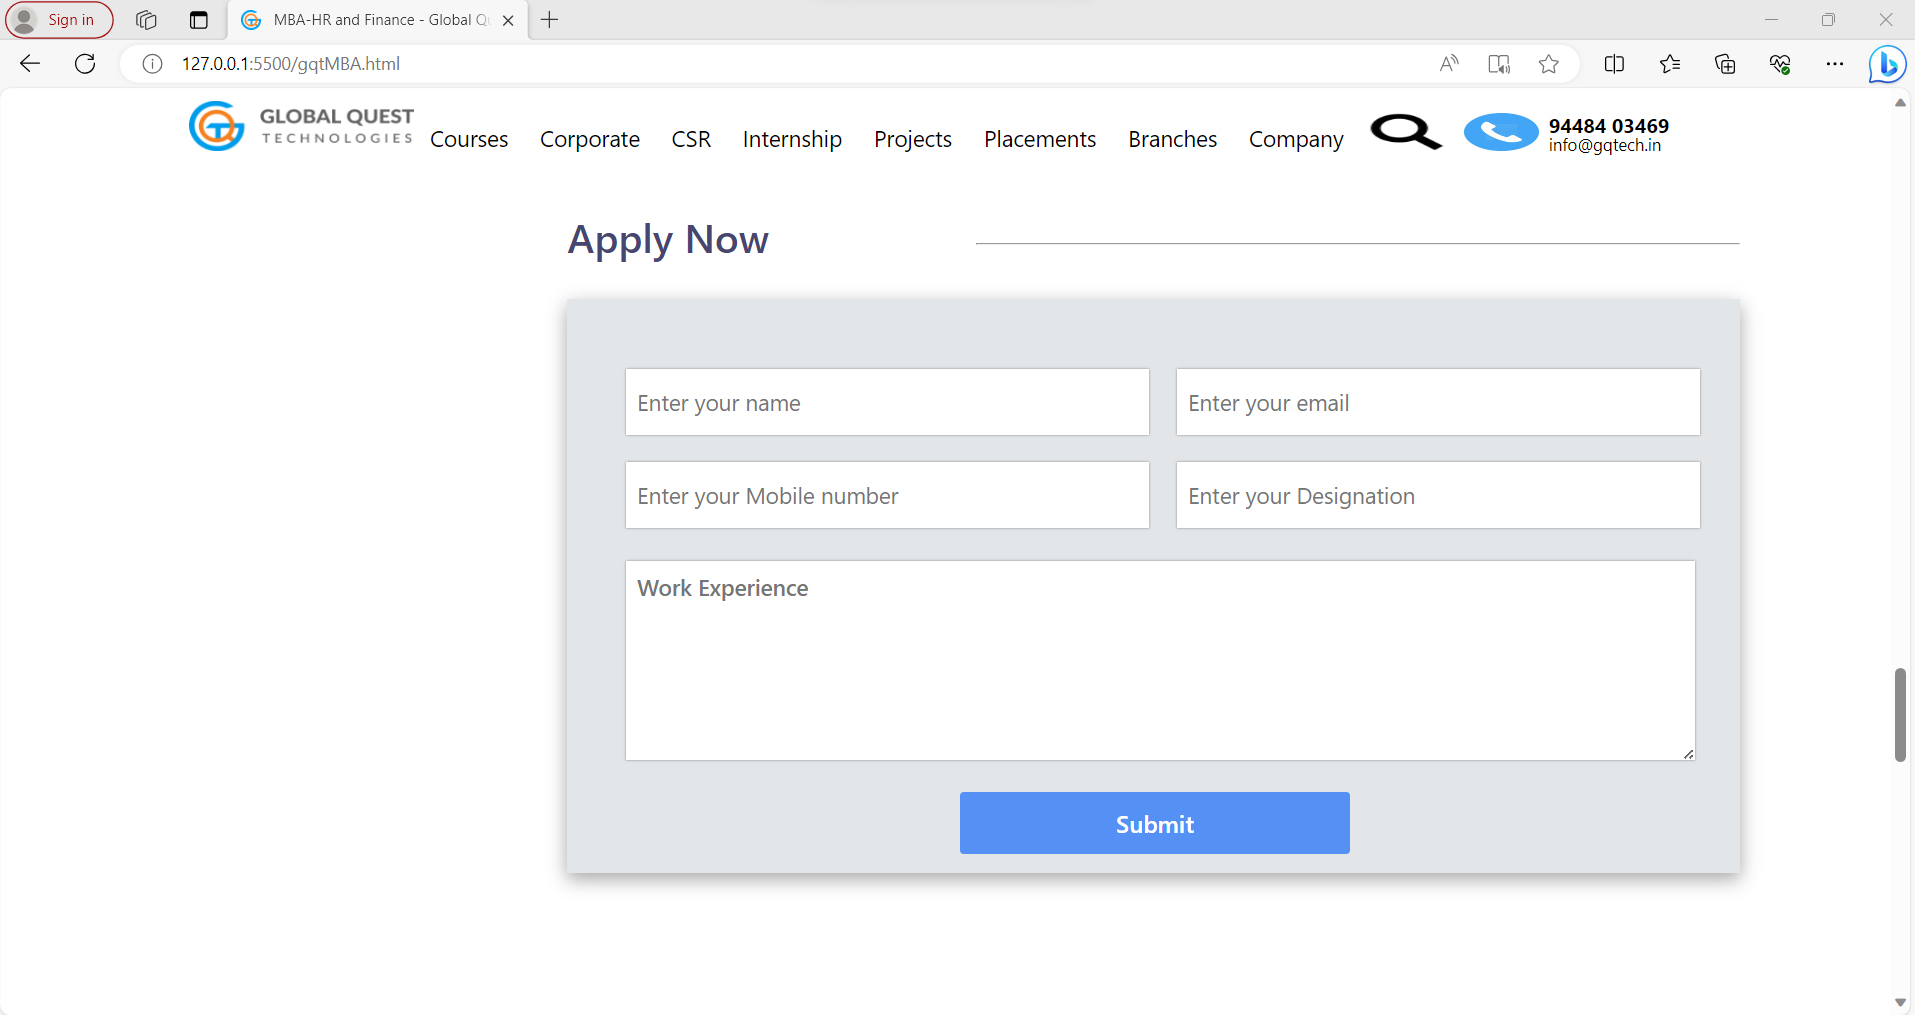 Sign in
MBA-HR and Finance - Global Q
127.0.0.1:5500/gqtMBA.html
GLOBAL QUEST
TECHNOLOGIES
Courses Corporate CSR Internship Projects Placements Branches Company
94484 03469
info@gqtech.in
Apply Now
Enter your name
Enter your email
Enter your Mobile number
Enter your Designation
Work Experience
Submit